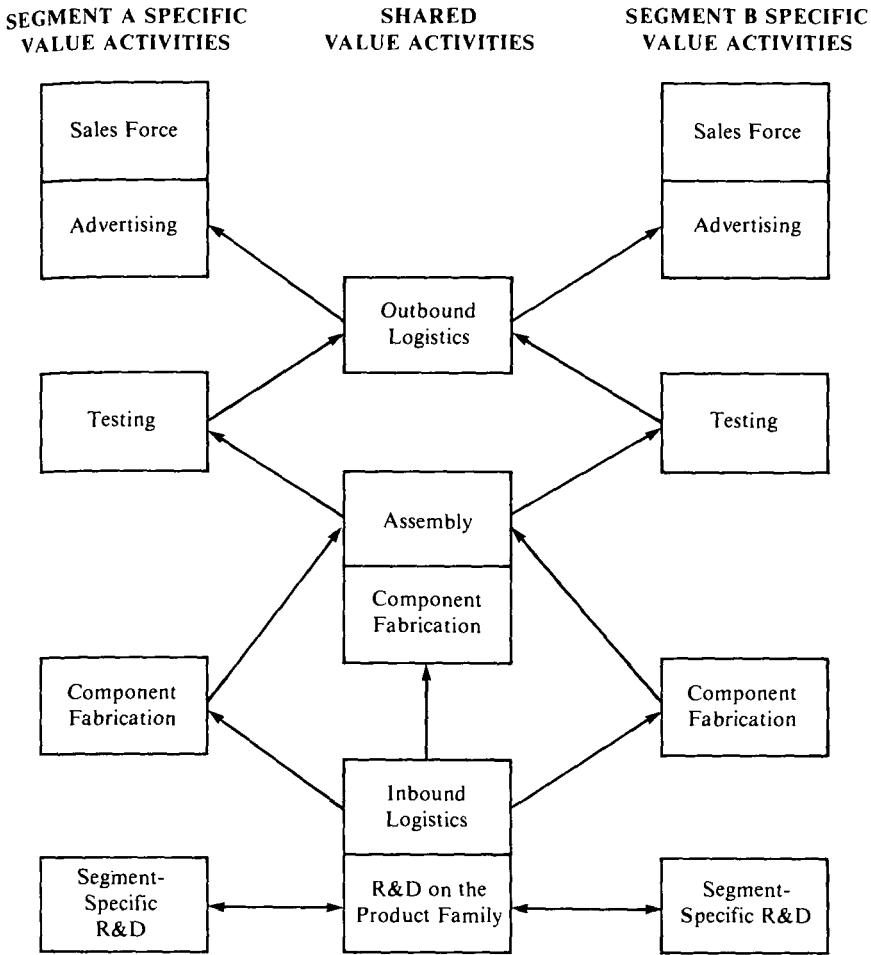 SEGMENT A SPECIFIC
VALUE ACTIVITIES
SHARED
VALUE ACTIVITIES
SEGMENT B SPECIFIC
VALUE ACTIVITIES
Sales Force
Advertising
Sales Force
Advertising
Outbound
Logistics
Testing
Testing
Assembly
Component
Fabrication
Component
Fabrication
Component
Fabrication
Inbound
Logistics
Segment-
Specific
R&D
R&D on the
Product Family
Segment-
Specific R&D